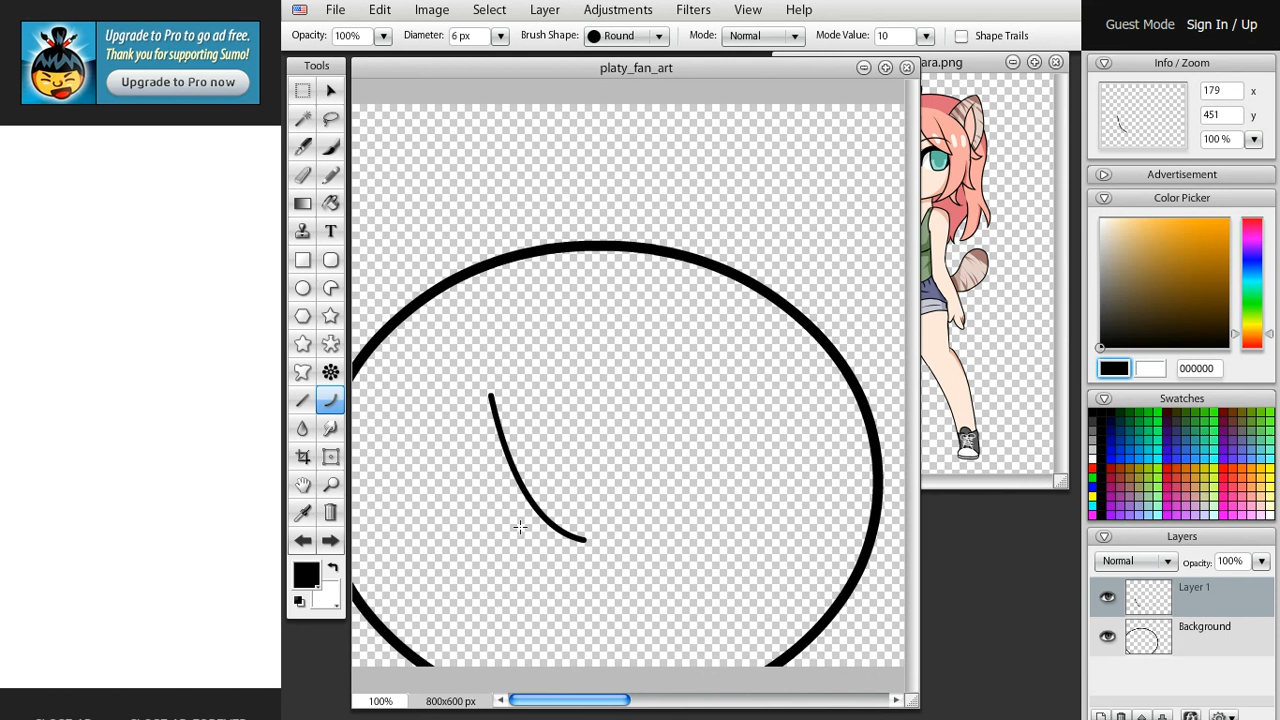 Upgrade to Pro to go ad free.
Thank you for supporting Sumo!
Upgrade to Pro now
File Edit Image Select Layer Adjustments Filters View Help
Guest Mode Sign In / Up
Opacity: 100% Diameter: 6 px Brush Shape: Round Mode: Normal Mode Value: 10 Shape Trails
Tools
platy_fan_art
ara.png
Info / Zoom
179 x
451 y
100 %
Advertisement
Color Picker
000000
Swatches
Layers
Normal Opacity: 100%
Layer 1
Background
100% 800x600 px